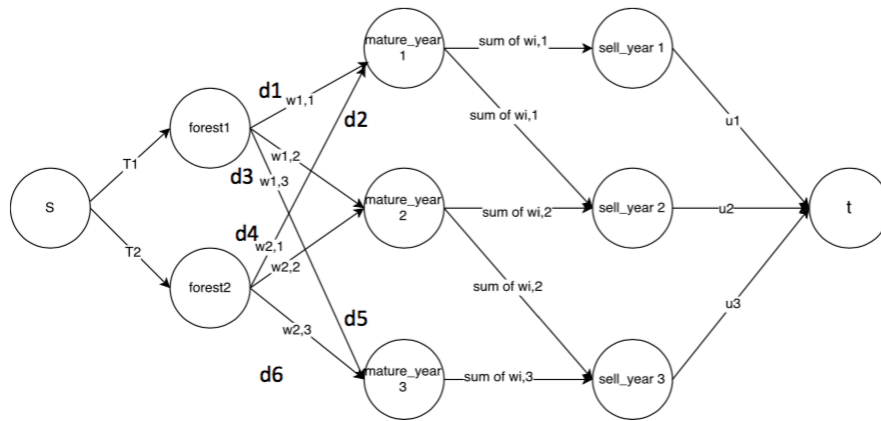 mature_year
1
sum of wi,1
sell_year 1
d1
w1,1
d2
sum of wi,1
u1
forest1
T1
w1,2
d3
w1,3
S
mature_year
2
sum of wi,2
sell_year 2
u2
t
T2
d4
w2,1
w2,2
sum of wi,2
forest2
u3
d5
w2,3
d6
mature_year
3
sum of wi,3
sell_year 3